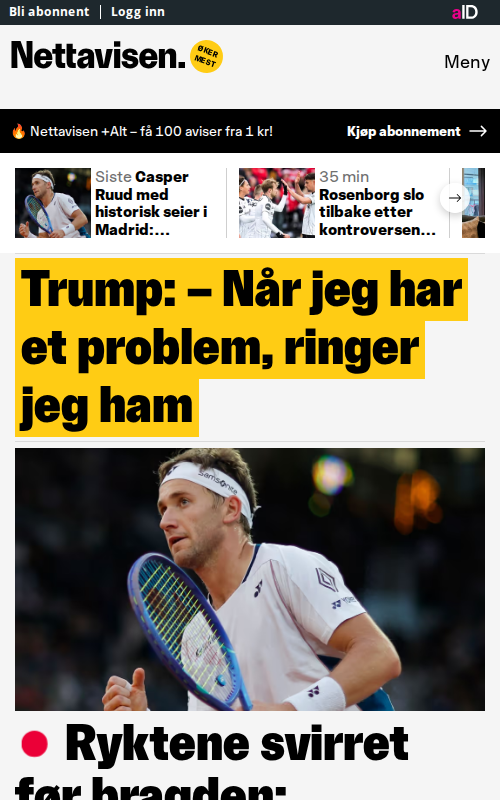 Bli abonnent | Logg inn
aID
Nettavisen.
ØKER
MEST
Meny
🔥 Nettavisen +Alt – få 100 aviser fra 1 kr!
Kjøp abonnement →
Siste Casper
Ruud med
historisk seier i
Madrid:...
35 min
Rosenborg slo
tilbake etter
kontroversen...
Trump: – Når jeg har
et problem, ringer
jeg ham
Samsonite
YONEX
Ryktene svirret
før bragden: